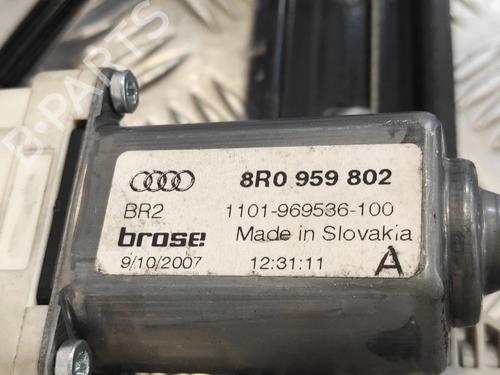 B-PARTS
8R0 959 802
BR2 1101-969536-100
brose Made in Slovakia
9/10/2007 12:31:11 A